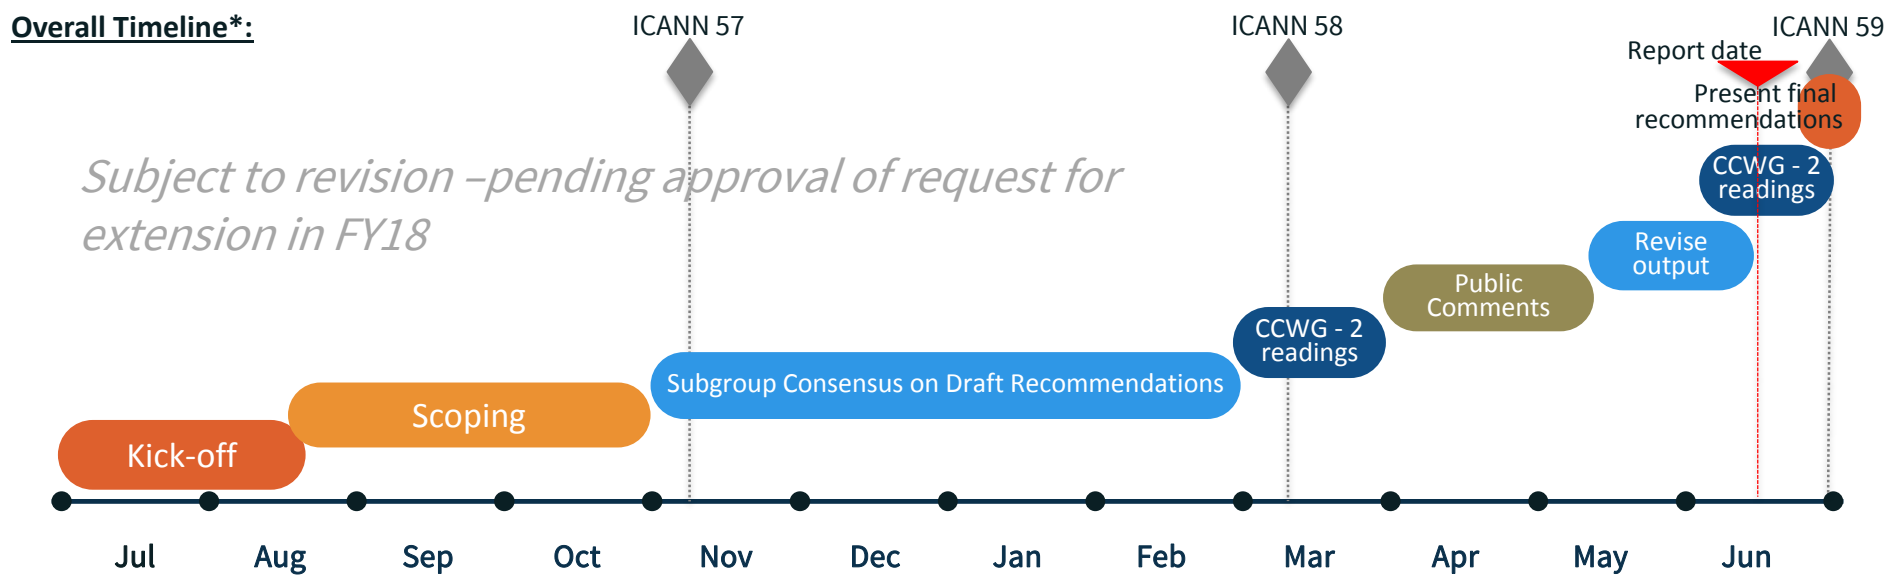 Overall Timeline*:
ICANN 57
ICANN 58
ICANN 59
Report date
Present final
recommendations
Subject to revision –pending approval of request for
extension in FY18
CCWG - 2
readings
Revise
output
Public
Comments
CCWG - 2
readings
Subgroup Consensus on Draft Recommendations
Scoping
Kick-off
Jul Aug Sep Oct Nov Dec Jan Feb Mar Apr May Jun